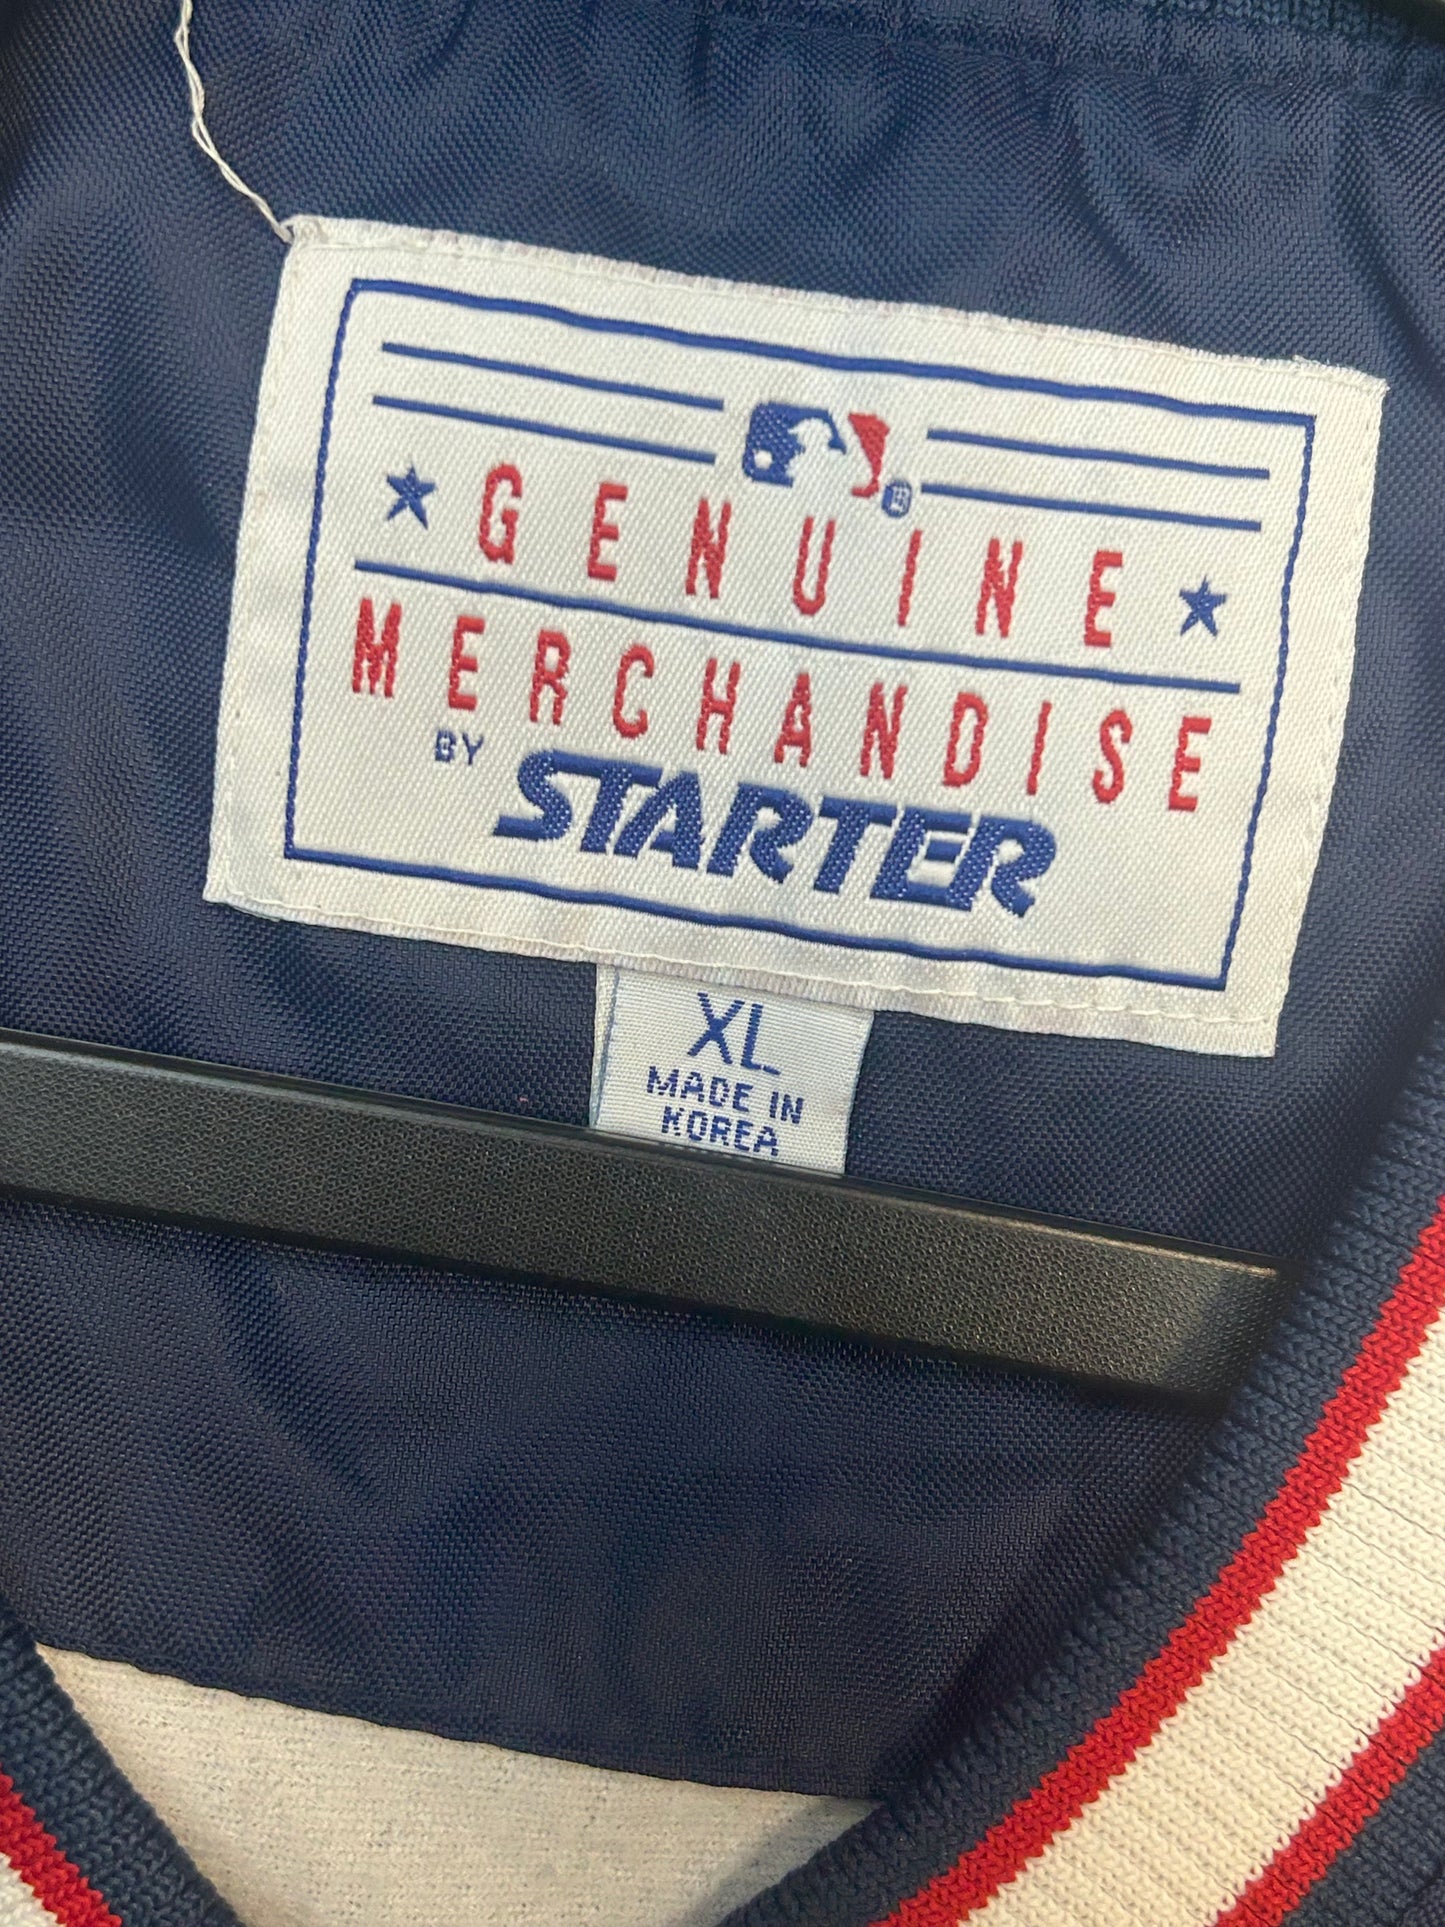 GENUINE
MERCHANDISE
BY STARTER
XL
MADE IN
KOREA